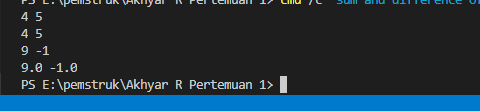 PS E:\pemstruk\Akhyar R Pertemuan 1> cmd /c "sum and difference of
4 5
4 5
9 -1
9.0 -1.0
PS E:\pemstruk\Akhyar R Pertemuan 1>